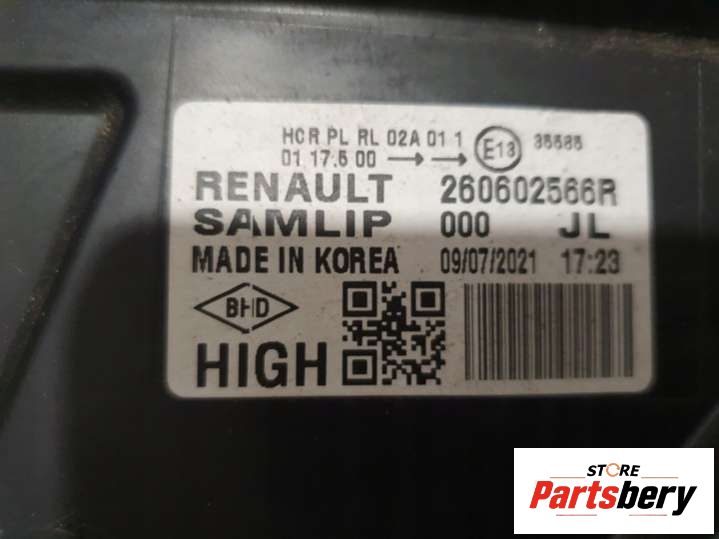 HCR PL RL 02A 01 1
01 17.5 00 → →
E13
RENAULT 260602566R
SAMLIP 000 JL
MADE IN KOREA 09/07/2021 17:23
BHD
HIGH
STORE
Partsbery